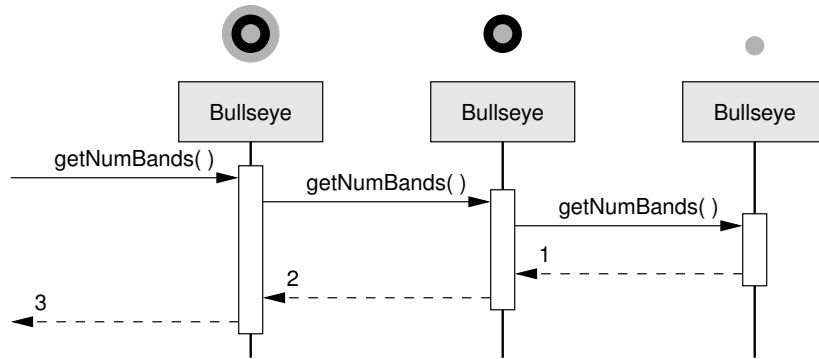 Bullseye
Bullseye
Bullseye
getNumBands( )
getNumBands( )
getNumBands( )
1
2
3